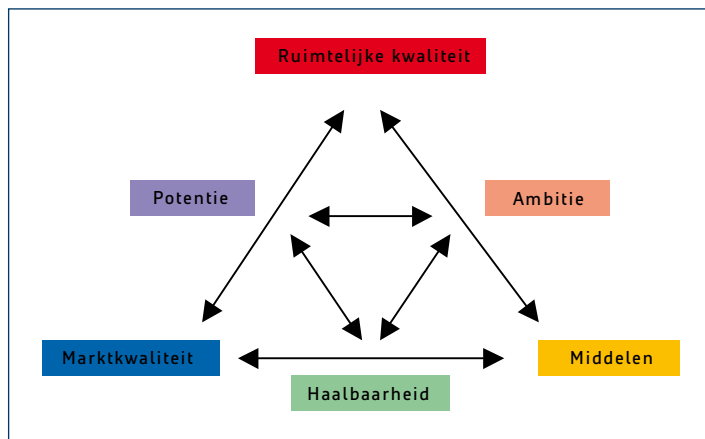 Ruimtelijke kwaliteit
Potentie
Ambitie
Marktkwaliteit
Middelen
Haalbaarheid